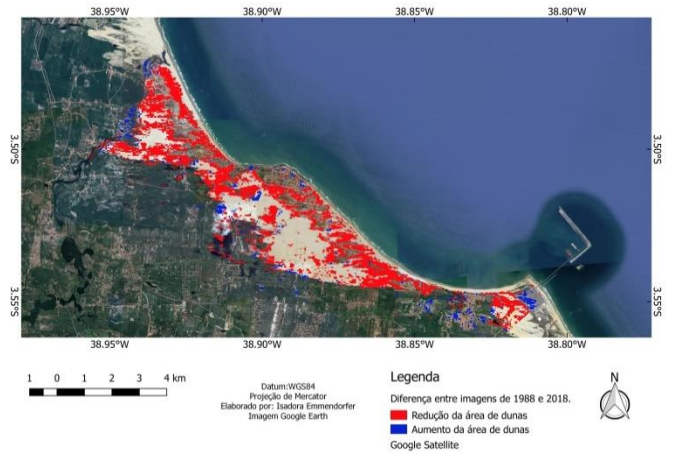 38.95°W 38.90°W 38.85°W 38.80°W
3.50°S 3.50°S
3.55°S 3.55°S
38.95°W 38.90°W 38.85°W 38.80°W
1 0 1 2 3 4 km
Datum:WGS84
Projeção de Mercator
Elaborado por: Isadora Emmendorfer
Imagem Google Earth
Legenda
Diferença entre imagens de 1988 e 2018.
Redução da área de dunas
Aumento da área de dunas
Google Satellite
N